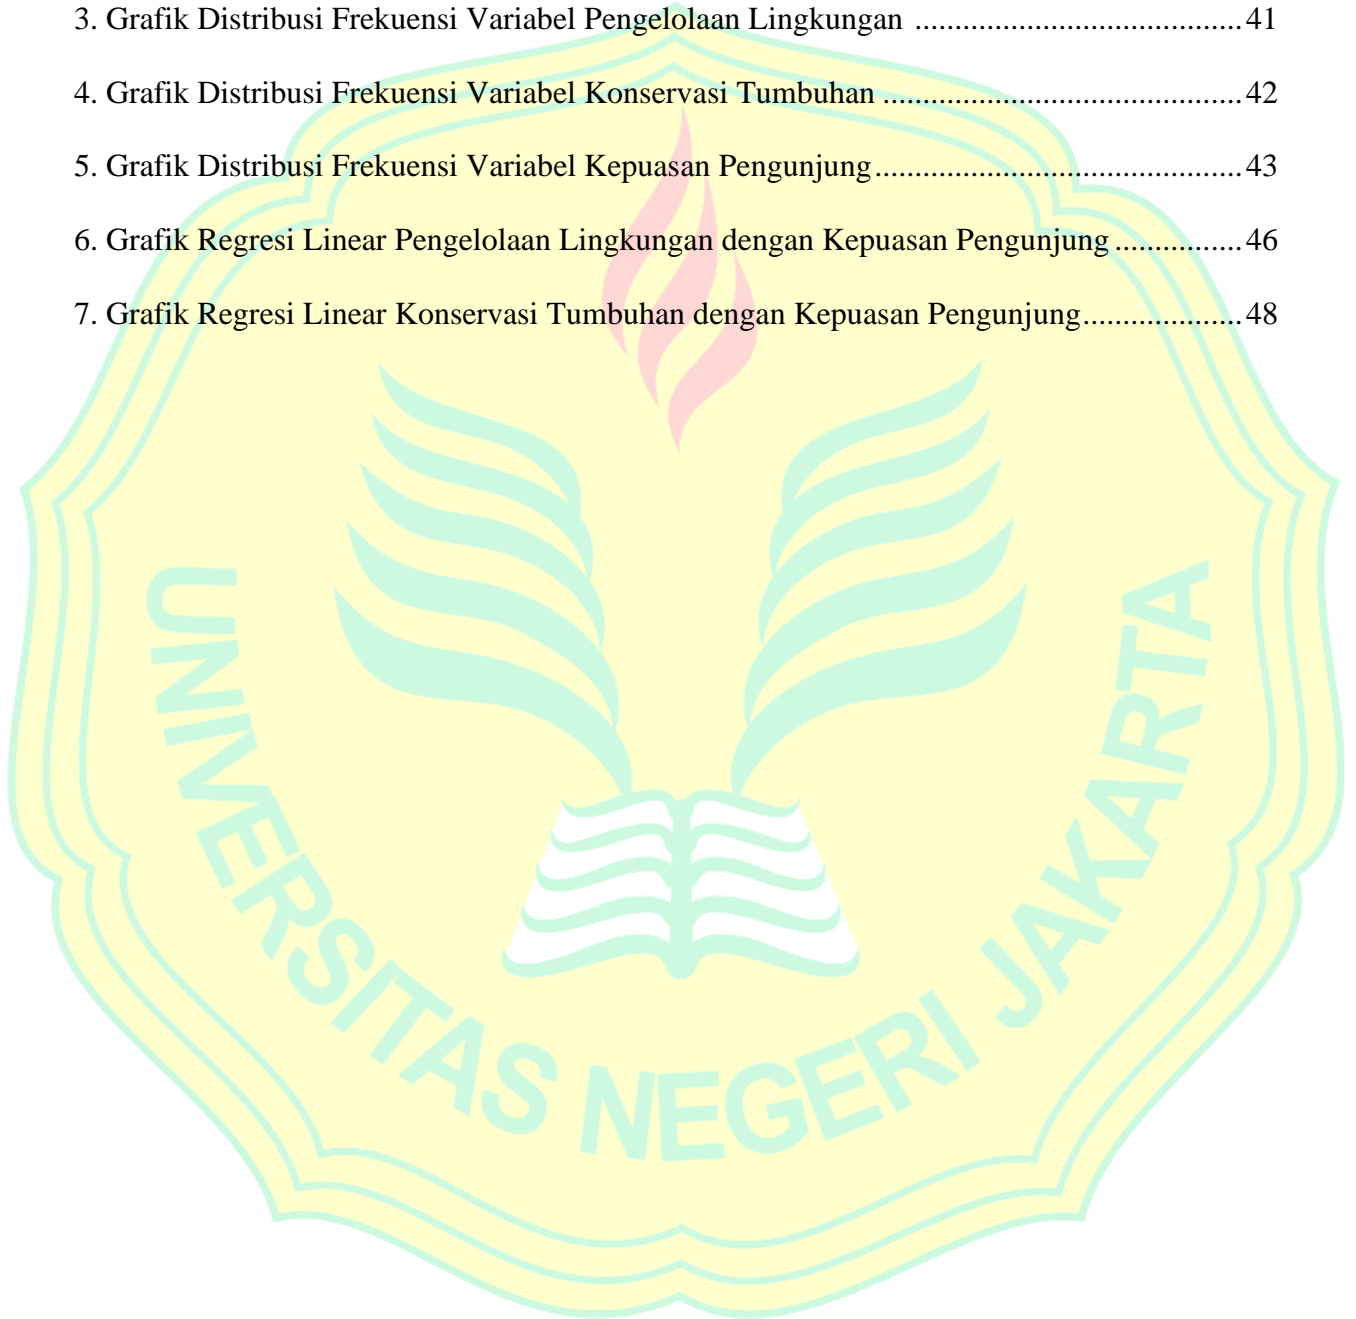 3. Grafik Distribusi Frekuensi Variabel Pengelolaan Lingkungan .........................................41
4. Grafik Distribusi Frekuensi Variabel Konservasi Tumbuhan .............................................42
5. Grafik Distribusi Frekuensi Variabel Kepuasan Pengunjung..............................................43
6. Grafik Regresi Linear Pengelolaan Lingkungan dengan Kepuasan Pengunjung ................46
7. Grafik Regresi Linear Konservasi Tumbuhan dengan Kepuasan Pengunjung....................48
UNIVERSITAS NEGERI JAKARTA